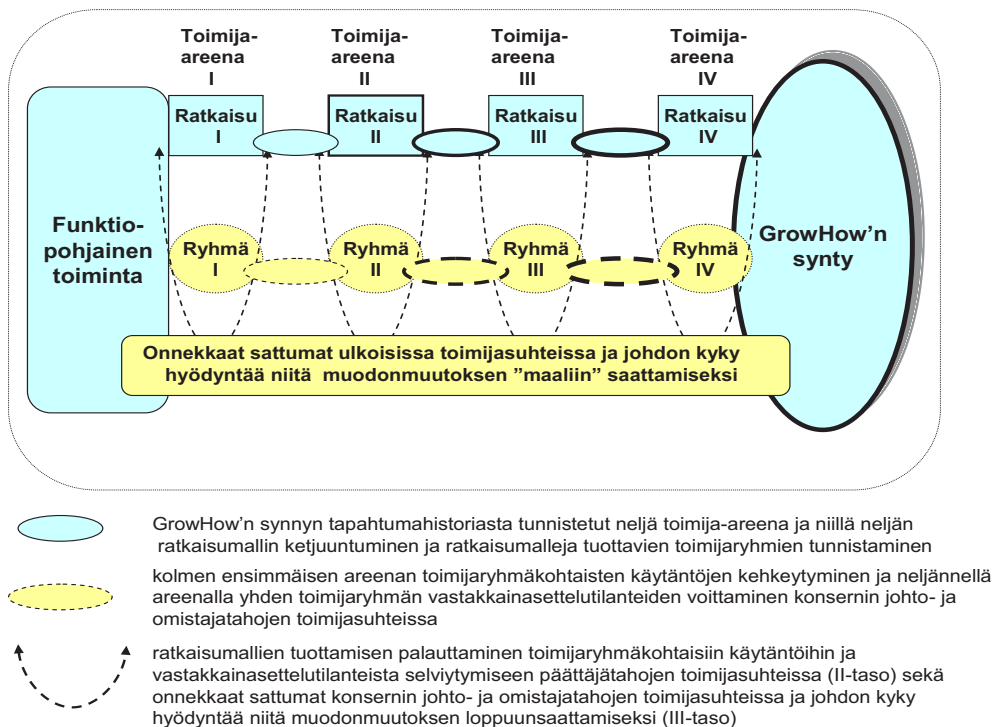 Toimija-
areena
I
Toimija-
areena
II
Toimija-
areena
III
Toimija-
areena
IV
Ratkaisu
I
Ratkaisu
II
Ratkaisu
III
Ratkaisu
IV
Funktio-
pohjainen
toiminta
Ryhmä
I
Ryhmä
II
Ryhmä
III
Ryhmä
IV
GrowHow'n
synty
Onnekkaat sattumat ulkoisissa toimijasuhteissa ja johdon kyky
hyödyntää niitä muodonmuutoksen ”maaliin” saattamiseksi
GrowHow'n synnyn tapahtumahistoriasta tunnistetut neljä toimija-areena ja niillä neljän
ratkaisumallin ketjuuntuminen ja ratkaisumalleja tuottavien toimijaryhmien tunnistaminen
kolmen ensimmäisen areenan toimijaryhmäkohtaisten käytäntöjen kehkeytyminen ja neljännellä
areenalla yhden toimijaryhmän vastakkainasettelutilanteiden voittaminen konsernin johto- ja
omistajatahojen toimijasuhteissa
ratkaisumallien tuottamisen palauttaminen toimijaryhmäkohtaisiin käytäntöihin ja
vastakkainasettelutilanteista selviytymiseen päättäjätahojen toimijasuhteissa (II-taso) sekä
onnekkaat sattumat konsernin johto- ja omistajatahojen toimijasuhteissa ja johdon kyky
hyödyntää niitä muodonmuutoksen loppuunsaattamiseksi (III-taso)